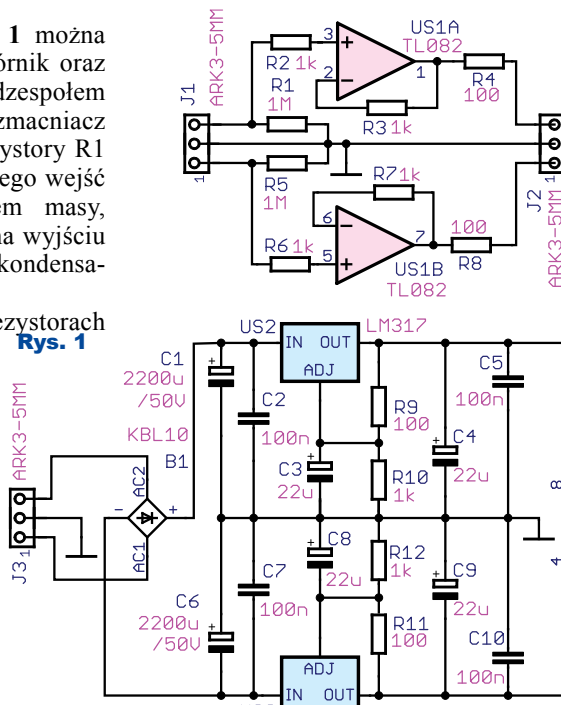 1 można
órnik oraz
dzespołem
zmacniacz
ystory R1
ego wejść
em masy,
na wyjściu
kondensa-
ezystorach
Rys. 1
J1
ARK3-5MM
1
R2 1k
R1
1M
R5
1M
R6 1k
3
2
1
US1A
TL082
R3 1k
R4
100
R7 1k
6
5
7
US1B
TL082
100
R8
J2
ARK3-5MM
1
US2
LM317
IN OUT
ADJ
C1
2200u
/50V
C2
100n
KBL10
B1
AC2
AC1
- +
ARK3-5MM
J3
1
C3
22u
R9
100
R10
1k
C4
22u
C5
100n
8
4
C6
2200u
/50V
C7
100n
C8
22u
R12
1k
R11
100
C9
22u
C10
100n
ADJ
IN OUT